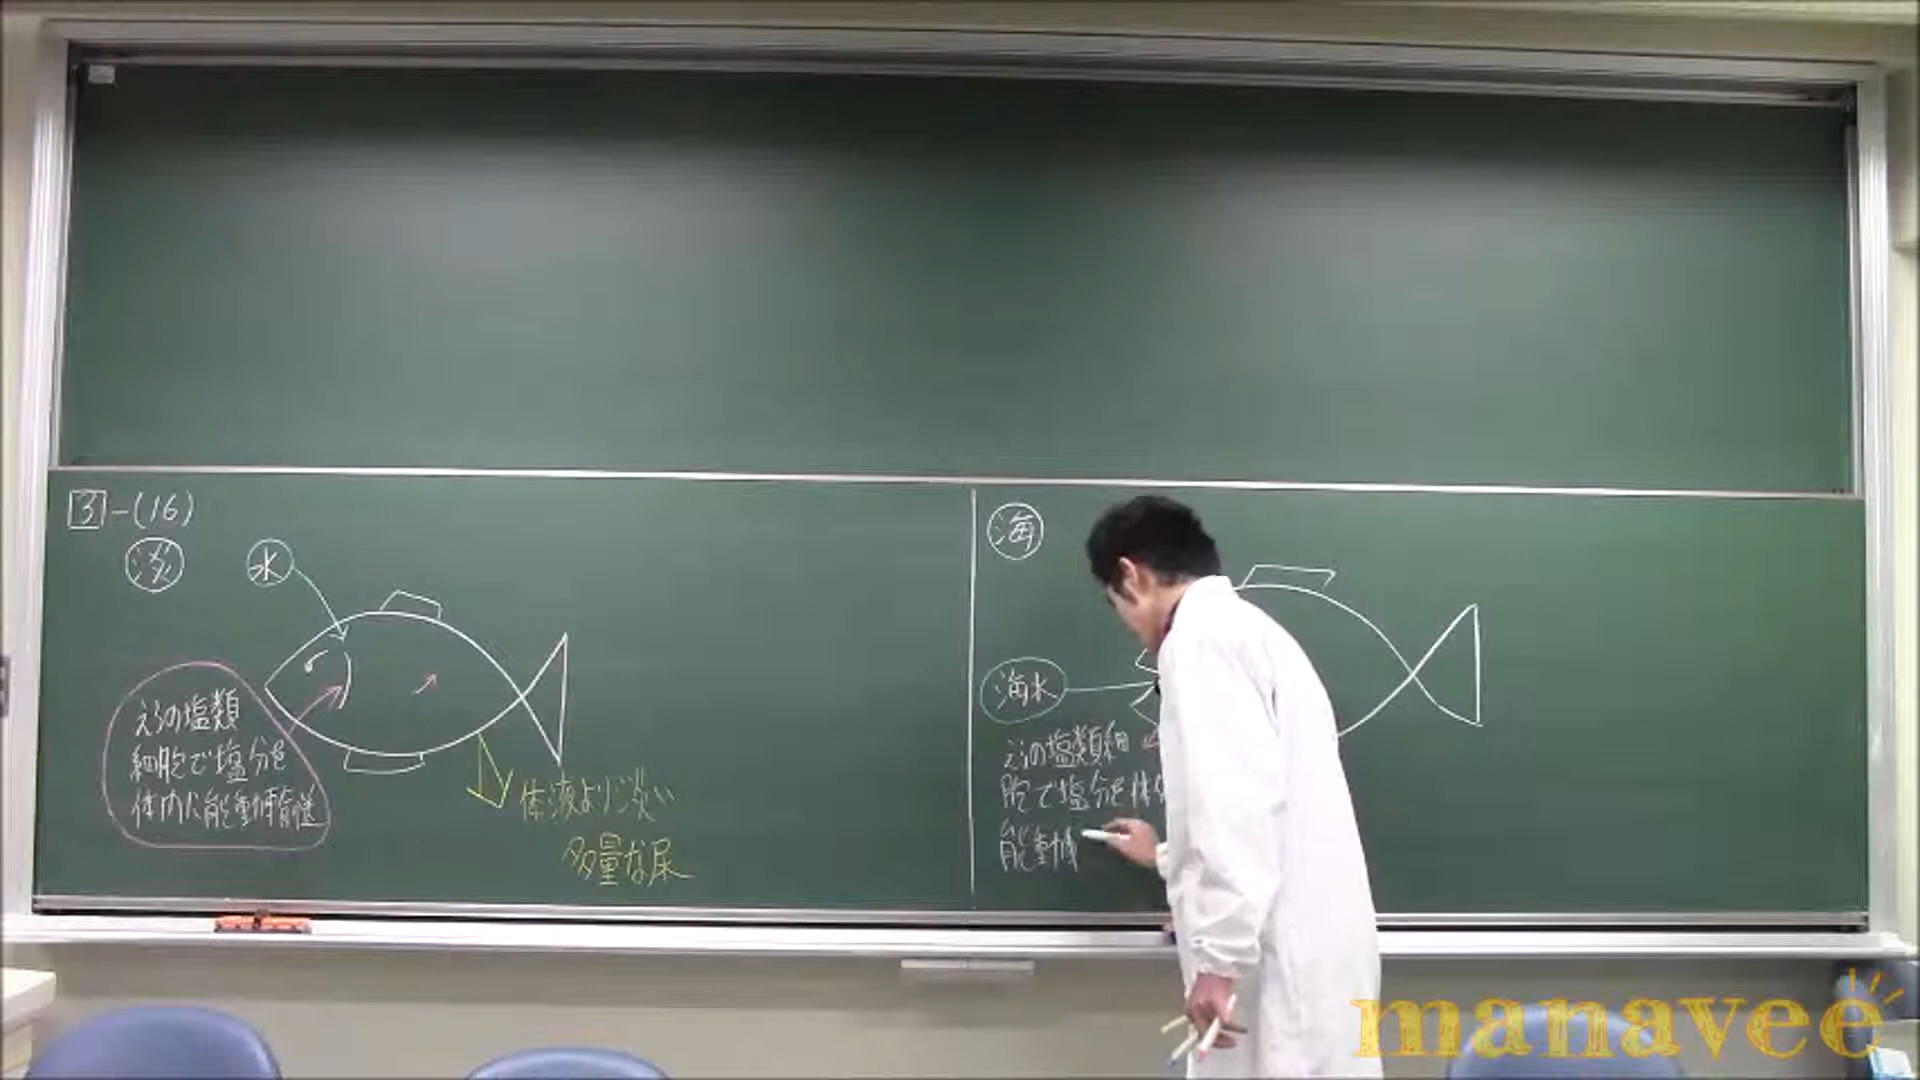 3-(16)
淡
水
えらの塩類
細胞で塩分を
体内に能動輸送
体液より淡い
多量な尿
海
海水
えらの塩類細
胞で塩分を体
能動
manavee